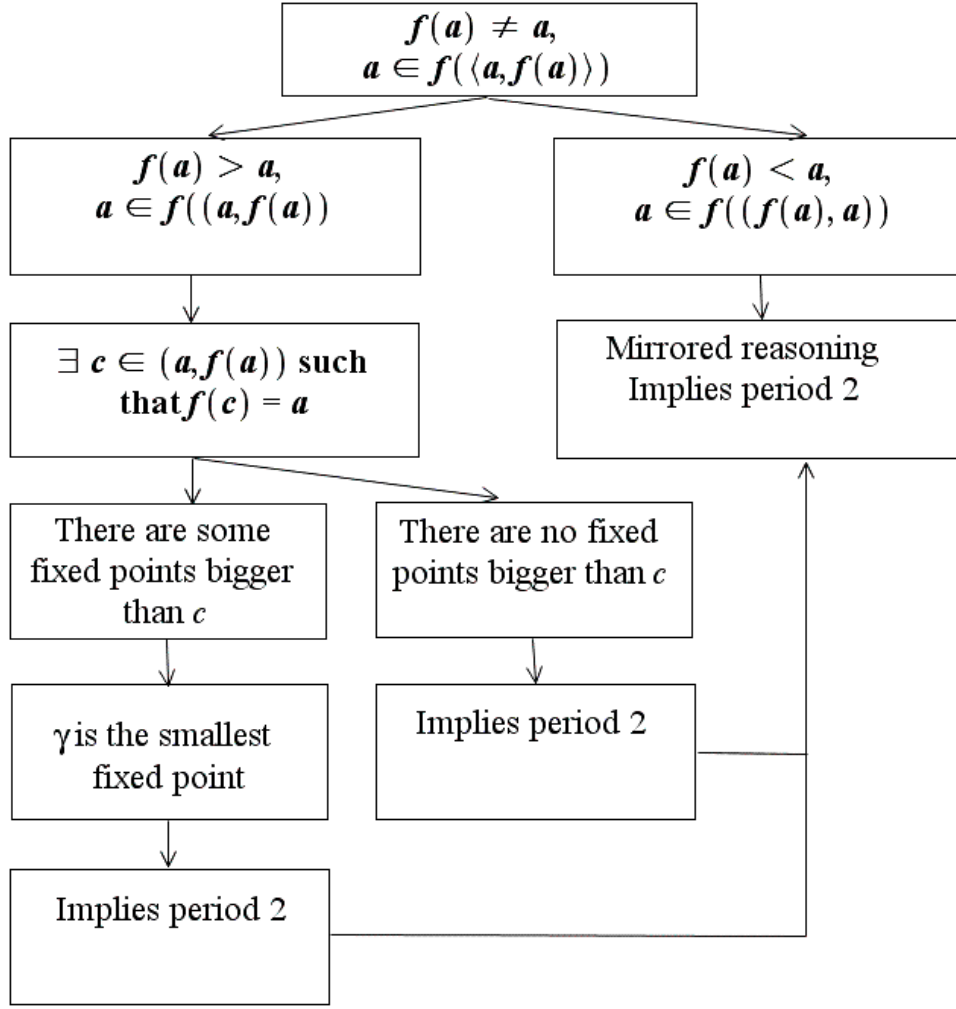 f(a) ≠ a,
a ∈ f(⟨a,f(a)⟩)
f(a) > a,
a ∈ f((a,f(a))
f(a) < a,
a ∈ f((f(a), a))
∃ c ∈ (a,f(a)) such
that f(c) = a
Mirrored reasoning
Implies period 2
There are some
fixed points bigger
than c
There are no fixed
points bigger than c
γ is the smallest
fixed point
Implies period 2
Implies period 2